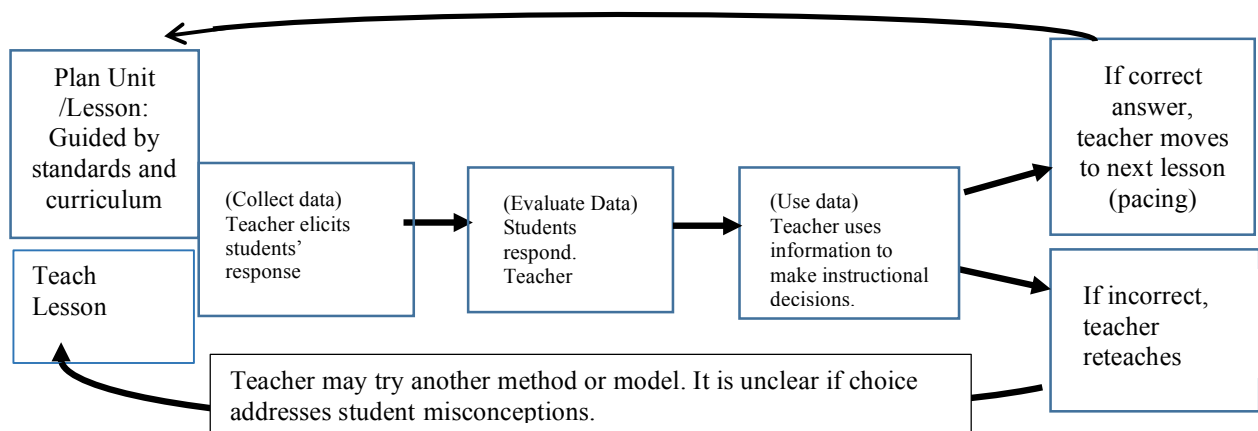 Plan Unit
/Lesson:
Guided by
standards and
curriculum
Teach
Lesson
(Collect data)
Teacher elicits
students’
response
(Evaluate Data)
Students
respond.
Teacher
(Use data)
Teacher uses
information to
make instructional
decisions.
If correct
answer,
teacher moves
to next lesson
(pacing)
If incorrect,
teacher
reteaches
Teacher may try another method or model. It is unclear if choice
addresses student misconceptions.